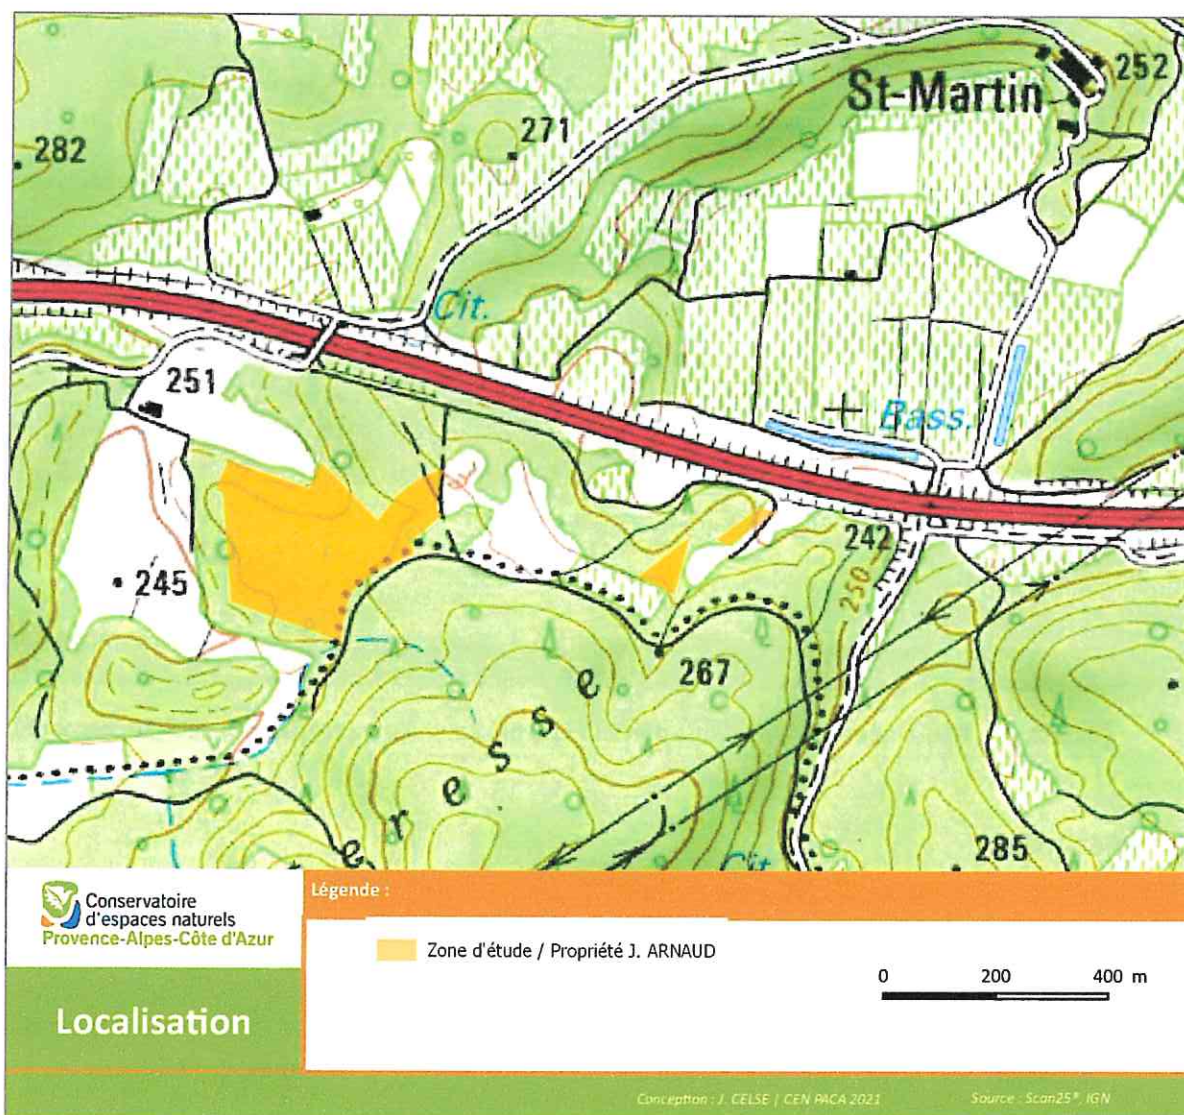 252
St-Martin
271
282
Cit.
251
Bass.
242
245
250
267
eresse
285
Cit.
Conservatoire
d'espaces naturels
Provence-Alpes-Côte d'Azur
Légende :
Zone d'étude / Propriété J. ARNAUD
0 200 400 m
Localisation
Conception : J. CELSE | CEN PACA 2021
Source : Scan25®, IGN